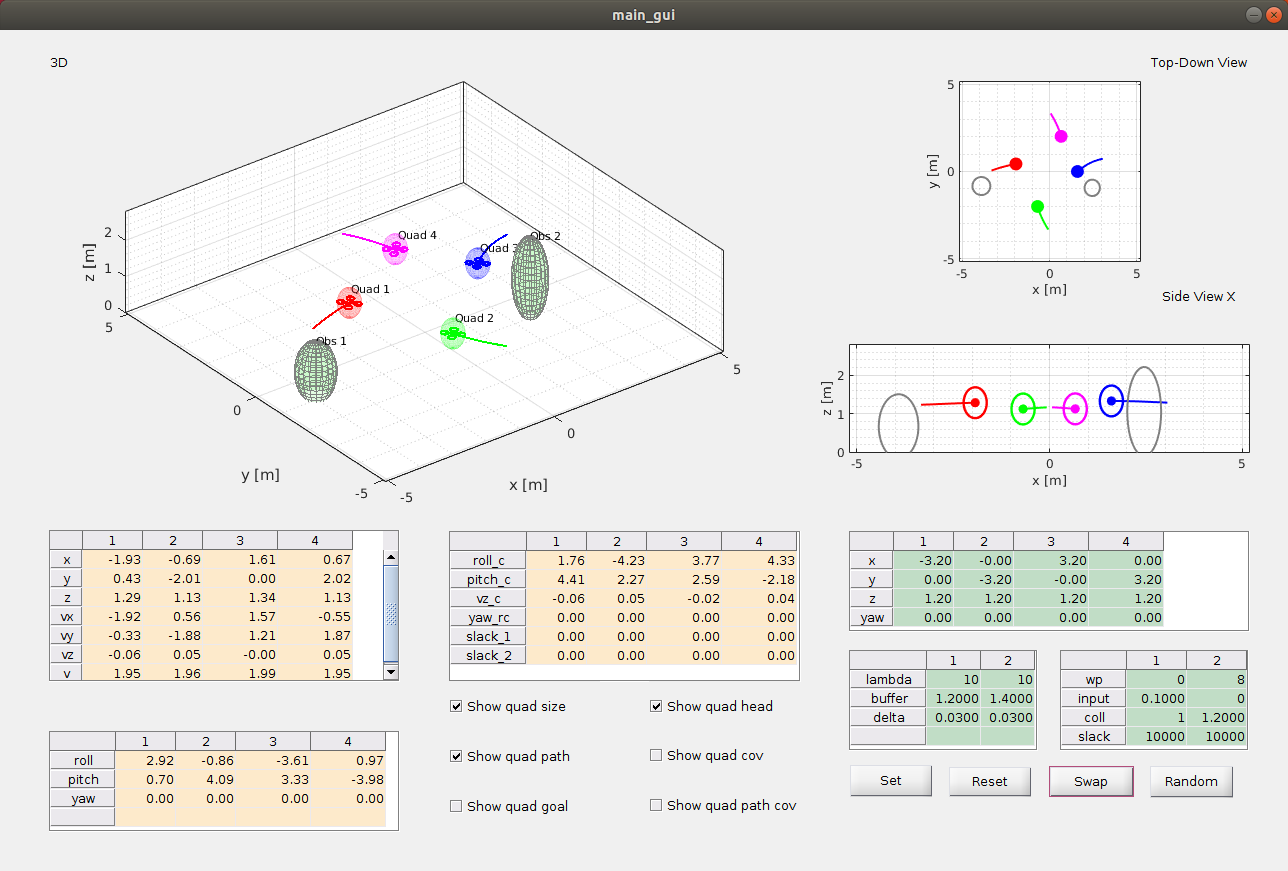 main_gui
3D
Top-Down View
Quad 4
Quad 3
Obs 2
Quad 1
Quad 2
Obs 1
z [m]
2
1
0
5
0
-5
y [m]
-5
0
5
x [m]
5
0
-5
y [m]
-5
0
5
x [m]
Side View X
2
1
0
z [m]
-5
0
5
x [m]
1 2 3 4
x -1.93 -0.69 1.61 0.67
y 0.43 -2.01 0.00 2.02
z 1.29 1.13 1.34 1.13
vx -1.92 0.56 1.57 -0.55
vy -0.33 -1.88 1.21 1.87
vz -0.06 0.05 -0.00 0.05
v 1.95 1.96 1.99 1.95
1 2 3 4
roll 2.92 -0.86 -3.61 0.97
pitch 0.70 4.09 3.33 -3.98
yaw 0.00 0.00 0.00 0.00
1 2 3 4
roll_c 1.76 -4.23 3.77 4.33
pitch_c 4.41 2.27 2.59 -2.18
vz_c -0.06 0.05 -0.02 0.04
yaw_rc 0.00 0.00 0.00 0.00
slack_1 0.00 0.00 0.00 0.00
slack_2 0.00 0.00 0.00 0.00
Show quad size
Show quad head
Show quad path
Show quad cov
Show quad goal
Show quad path cov
1 2 3 4
x -3.20 -0.00 3.20 0.00
y 0.00 -3.20 -0.00 3.20
z 1.20 1.20 1.20 1.20
yaw 0.00 0.00 0.00 0.00
1 2
lambda 10 10
buffer 1.2000 1.4000
delta 0.0300 0.0300
1 2
wp 0 8
input 0.1000 0
coll 1 1.2000
slack 10000 10000
Set
Reset
Swap
Random